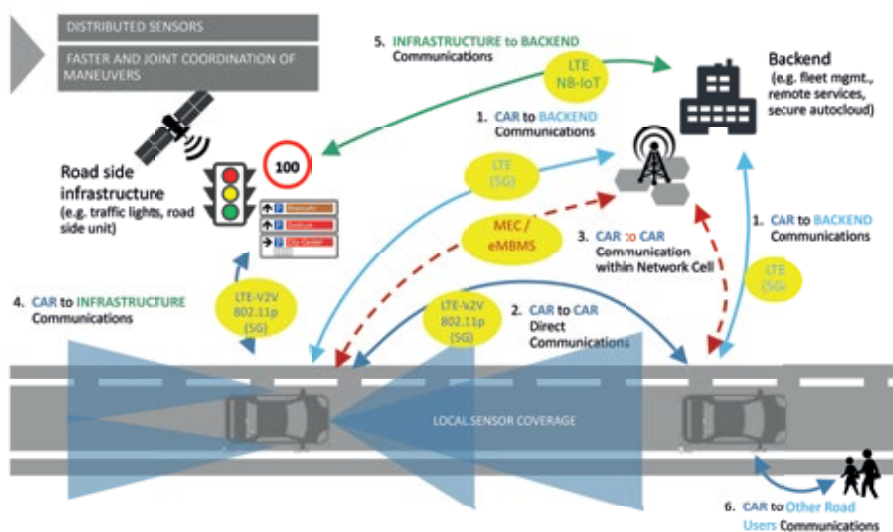 DISTRIBUTED SENSORS
FASTER AND JOINT COORDINATION OF
MANEUVERS
5. INFRASTRUCTURE to BACKEND
Communications
LTE
NB-IoT
Backend
(e.g. fleet mgmt.,
remote services,
secure autocloud)
1. CAR to BACKEND
Communications
100
Road side
infrastructure
(e.g. traffic lights, road
side unit)
P
P
P City-Center
LTE
(5G)
MEC /
eMBMS
3. CAR to CAR
Communication
within Network Cell
1. CAR to BACKEND
Communications
LTE
(5G)
4. CAR to INFRASTRUCTURE
Communications
LTE-V2V
802.11p
(5G)
LTE-V2V
802.11p
(5G)
2. CAR to CAR
Direct
Communications
LOCAL SENSOR COVERAGE
6. CAR to Other Road
Users Communications